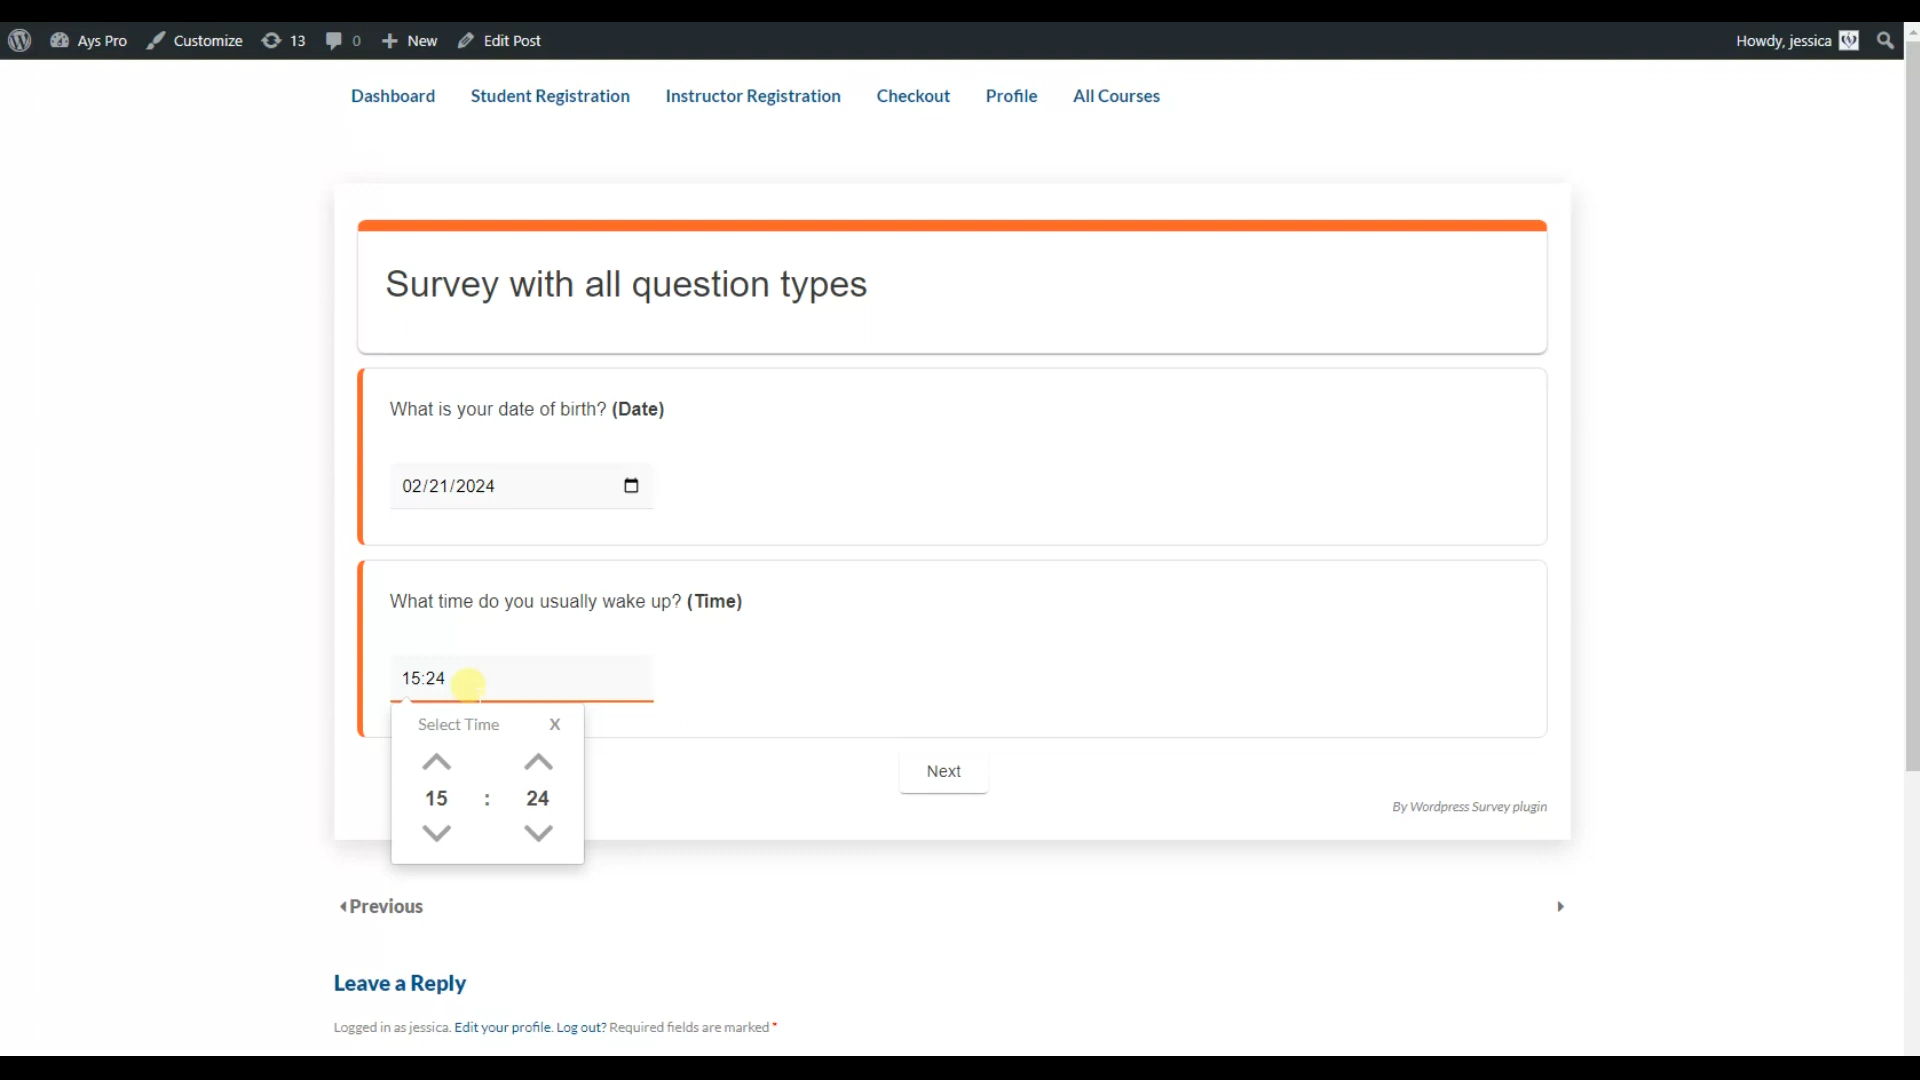 Ays Pro Customize 13 0 New Edit Post Howdy, jessica
Dashboard Student Registration Instructor Registration Checkout Profile All Courses
Survey with all question types
What is your date of birth? (Date)
02/21/2024
What time do you usually wake up? (Time)
15:24
Select Time X
15 : 24
Next
By Wordpress Survey plugin
Previous
Leave a Reply
Logged in as jessica. Edit your profile. Log out? Required fields are marked *